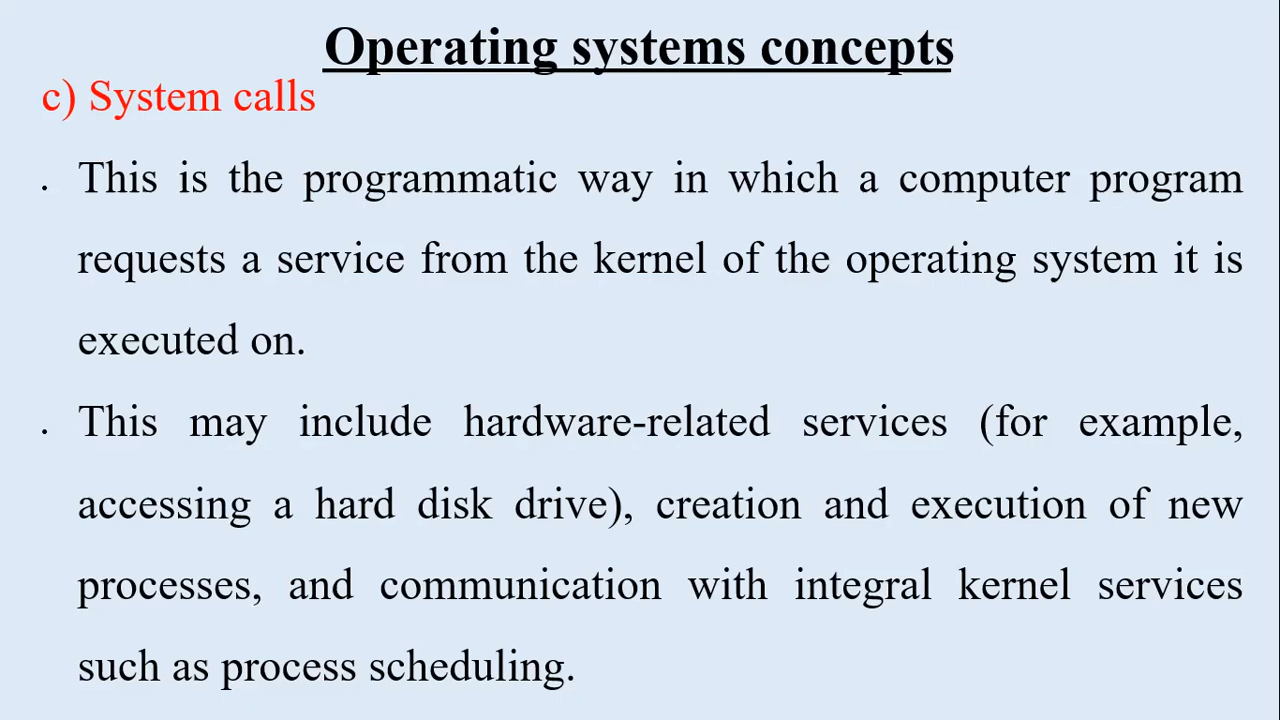 Operating systems concepts
c) System calls
. This is the programmatic way in which a computer program
requests a service from the kernel of the operating system it is
executed on.
. This may include hardware-related services (for example,
accessing a hard disk drive), creation and execution of new
processes, and communication with integral kernel services
such as process scheduling.